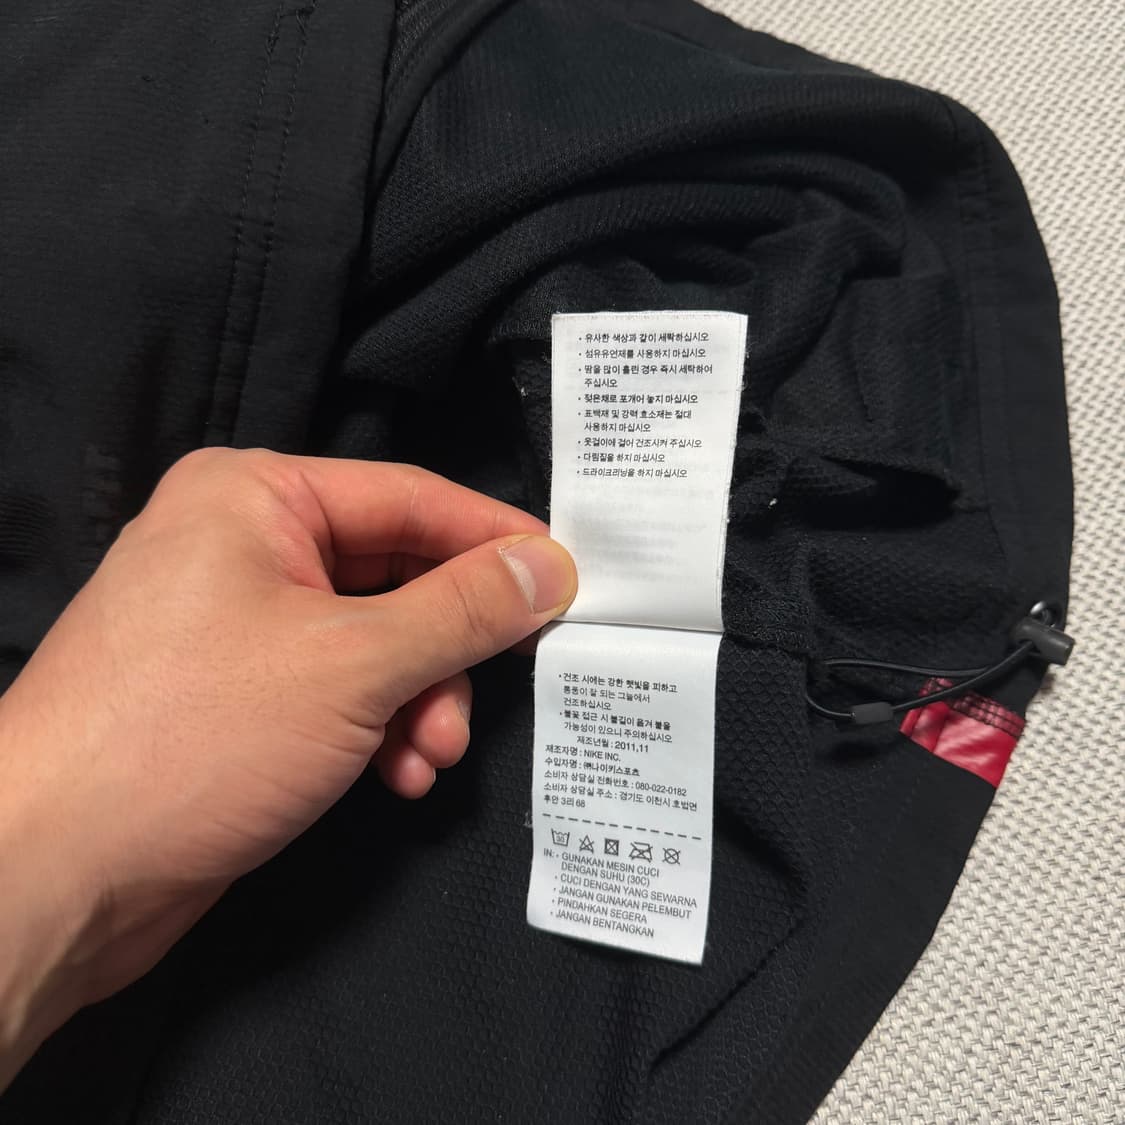 • 유사한 색상과 같이 세탁하십시오
• 섬유유연제를 사용하지 마십시오
• 땀을 많이 흘린 경우 즉시 세탁하여
주십시오
• 젖은채로 포개어 놓지 마십시오
• 표백제 및 강력 효소제는 절대
사용하지 마십시오
• 옷걸이에 걸어 건조시켜 주십시오
• 다림질을 하지 마십시오
• 드라이크리닝을 하지 마십시오
• 건조 시에는 강한 햇빛을 피하고
통풍이 잘 되는 그늘에서
건조하십시오
• 불꽃 접근 시 불길이 옮겨 붙을
가능성이 있으니 주의하십시오
제조년월 : 2011.11
제조자명 : NIKE INC.
수입자명 : ㈜나이키스포츠
소비자 상담실 전화번호 : 080-022-0182
소비자 상담실 주소 : 경기도 이천시 호법면
후안 3리 68
30
IN: • GUNAKAN MESIN CUCI
DENGAN SUHU (30C)
• CUCI DENGAN YANG SEWARNA
• JANGAN GUNAKAN PELEMBUT
• PINDAHKAN SEGERA
• JANGAN BENTANGKAN